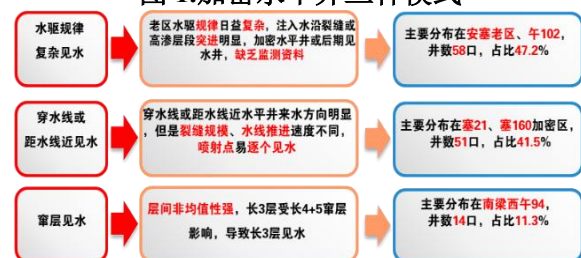 图1.加密水平井三种模式
水驱规律
复杂见水
老区水驱规律日益复杂，注入水沿裂缝或
高渗层段突进明显，加密水平井或后期见
水井，缺乏监测资料
主要分布在安塞老区、午102，
井数58口，占比47.2%
穿水线或
距水线近见水
穿水线或距水线近水平井来水方向明显
，但是裂缝规模、水线推进速度不同，
喷射点易逐个见水
主要分布在塞21、塞160加密区，
井数51口，占比41.5%
窜层见水
层间非均值性强，长3层受长4+5窜层
影响，导致长3层见水
主要分布在南梁西午94，
井数14口，占比11.3%